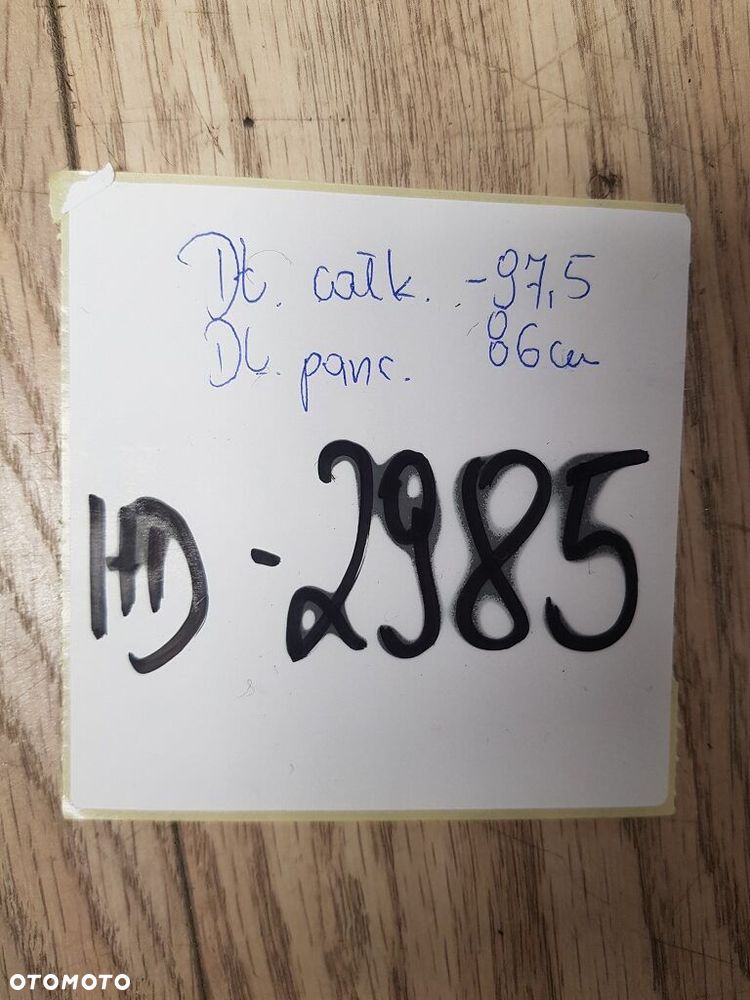 Dł. całk. -97,5
Dł. panc. 86cm
HD-2985
OTOMOTO